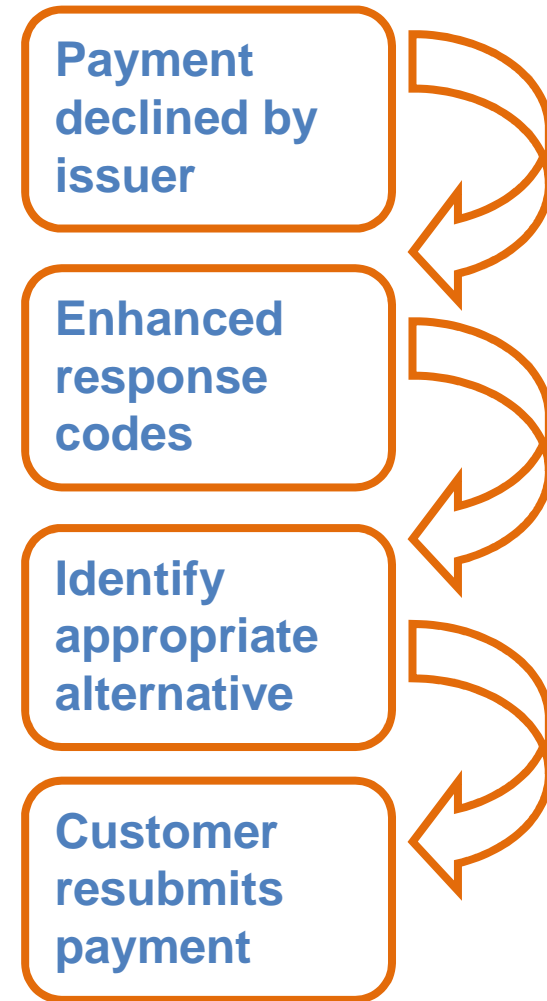 Payment
declined by
issuer
Enhanced
response
codes
Identify
appropriate
alternative
Customer
resubmits
payment